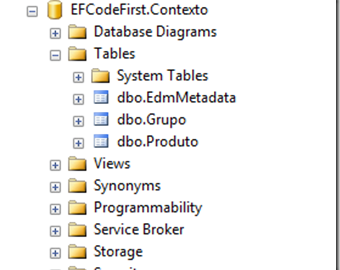 EFCodeFirst.Contexto
Database Diagrams
Tables
System Tables
dbo.EdmMetadata
dbo.Grupo
dbo.Produto
Views
Synonyms
Programmability
Service Broker
Storage